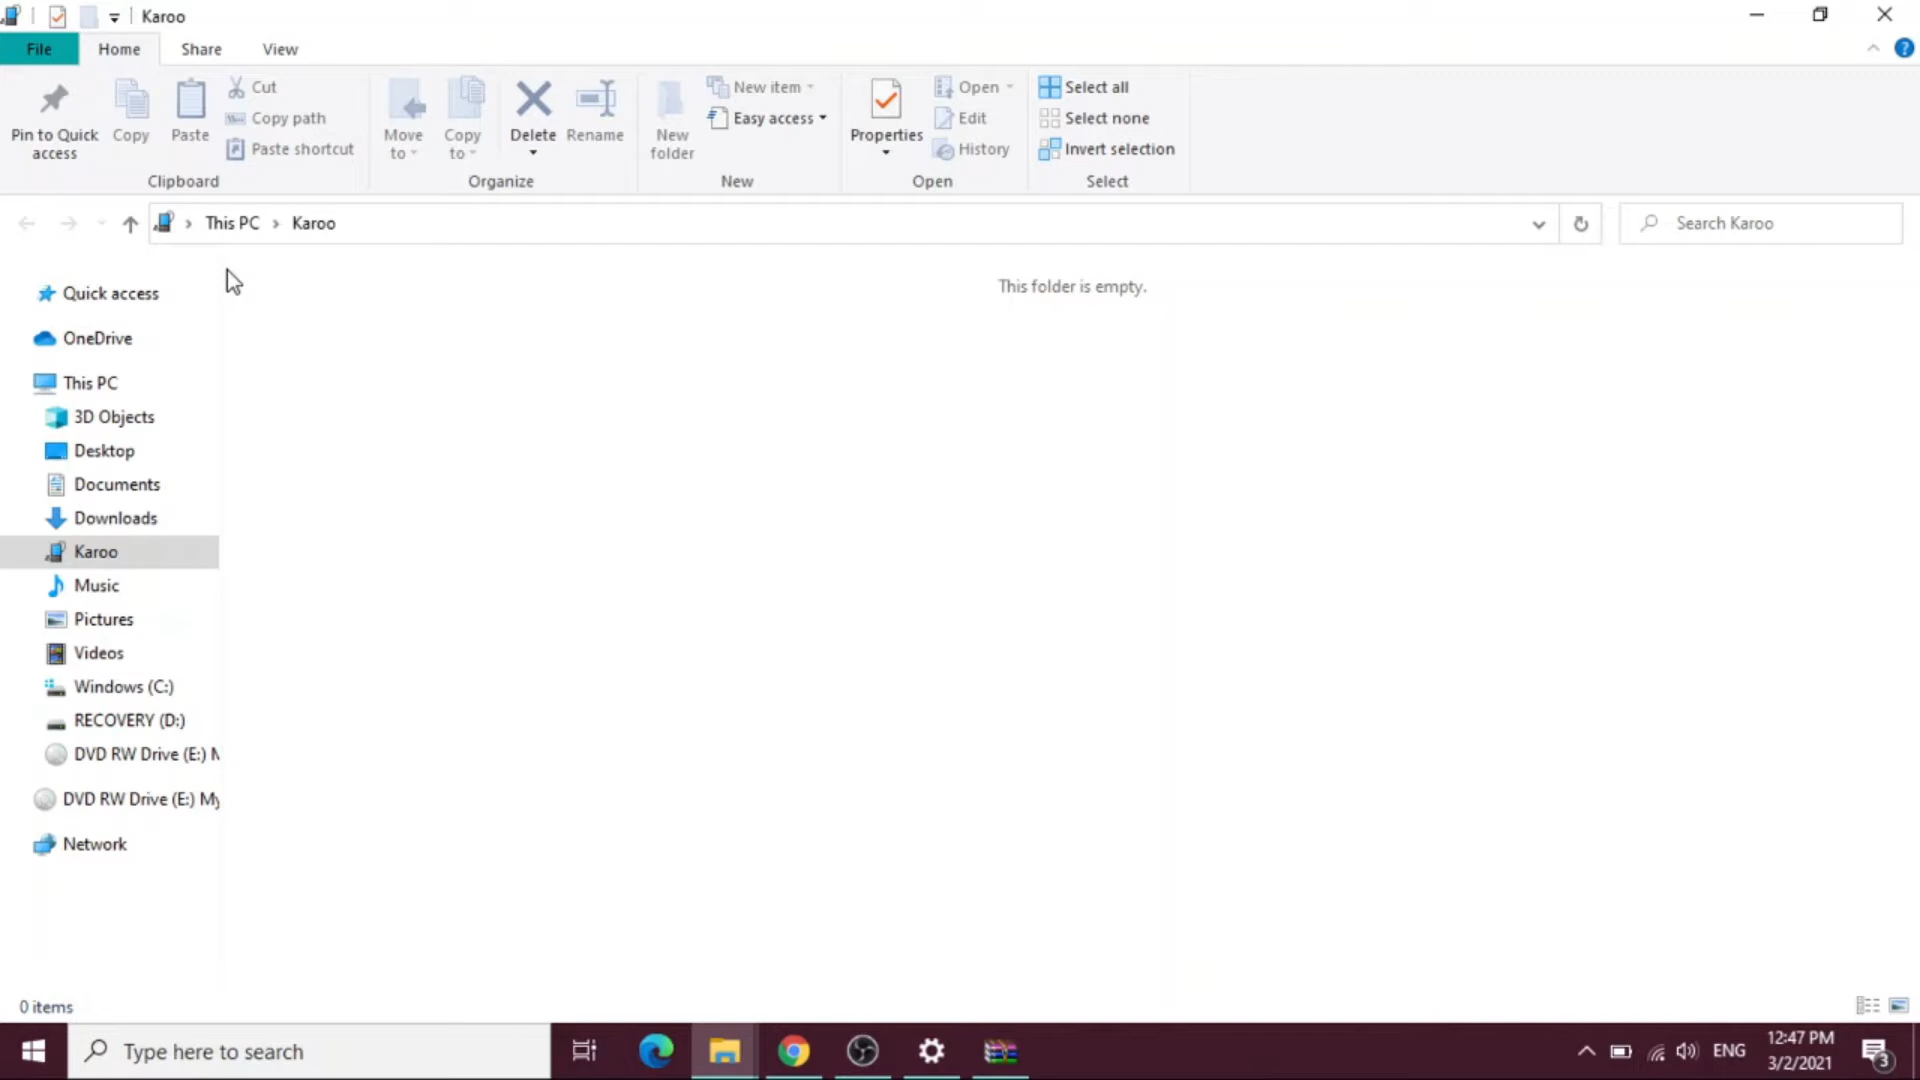 Karoo
File Home Share View
Pin to Quick access
Copy
Paste
Cut
Copy path
Paste shortcut
Clipboard
Move to
Copy to
Delete
Rename
Organize
New folder
New item
Easy access
New
Properties
Open
Edit
History
Open
Select all
Select none
Invert selection
Select
This PC › Karoo
Search Karoo
This folder is empty.
Quick access
OneDrive
This PC
3D Objects
Desktop
Documents
Downloads
Karoo
Music
Pictures
Videos
Windows (C:)
RECOVERY (D:)
DVD RW Drive (E:) M
DVD RW Drive (E:) My
Network
0 items
Type here to search
ENG
12:47 PM
3/2/2021
3